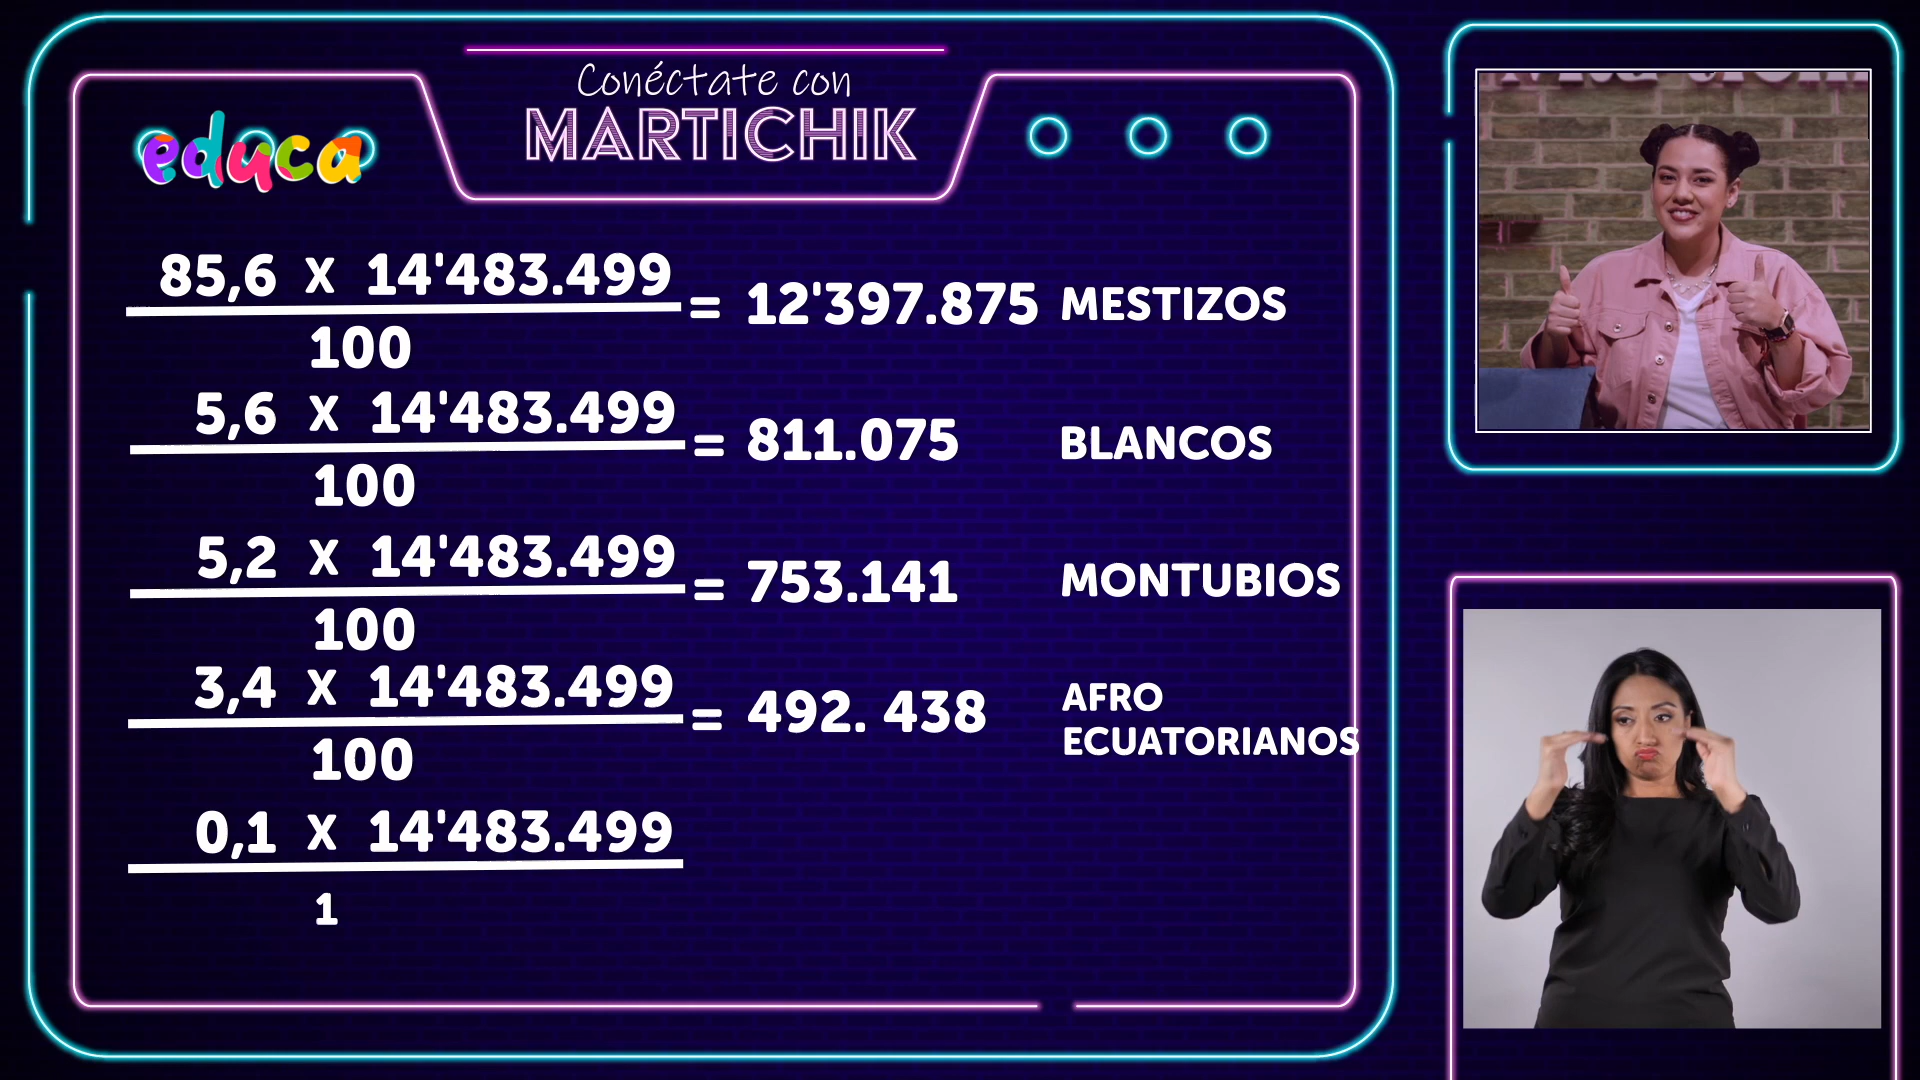 Conéctate con
MARTICHIK
educa
85,6 X 14'483.499
100
= 12'397.875 MESTIZOS
5,6 X 14'483.499
100
= 811.075 BLANCOS
5,2 X 14'483.499
100
= 753.141 MONTUBIOS
3,4 X 14'483.499
100
= 492. 438 AFRO
ECUATORIANOS
0,1 X 14'483.499
1